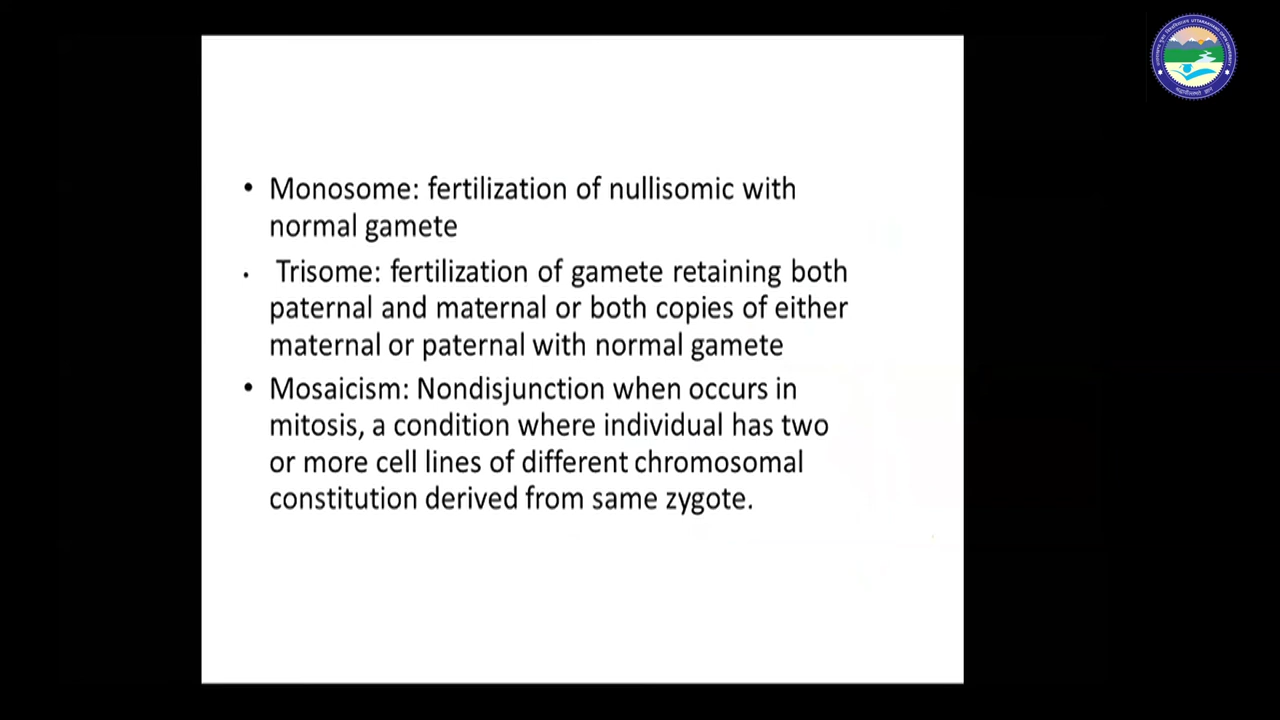 • Monosome: fertilization of nullisomic with
normal gamete
• Trisome: fertilization of gamete retaining both
paternal and maternal or both copies of either
maternal or paternal with normal gamete
• Mosaicism: Nondisjunction when occurs in
mitosis, a condition where individual has two
or more cell lines of different chromosomal
constitution derived from same zygote.